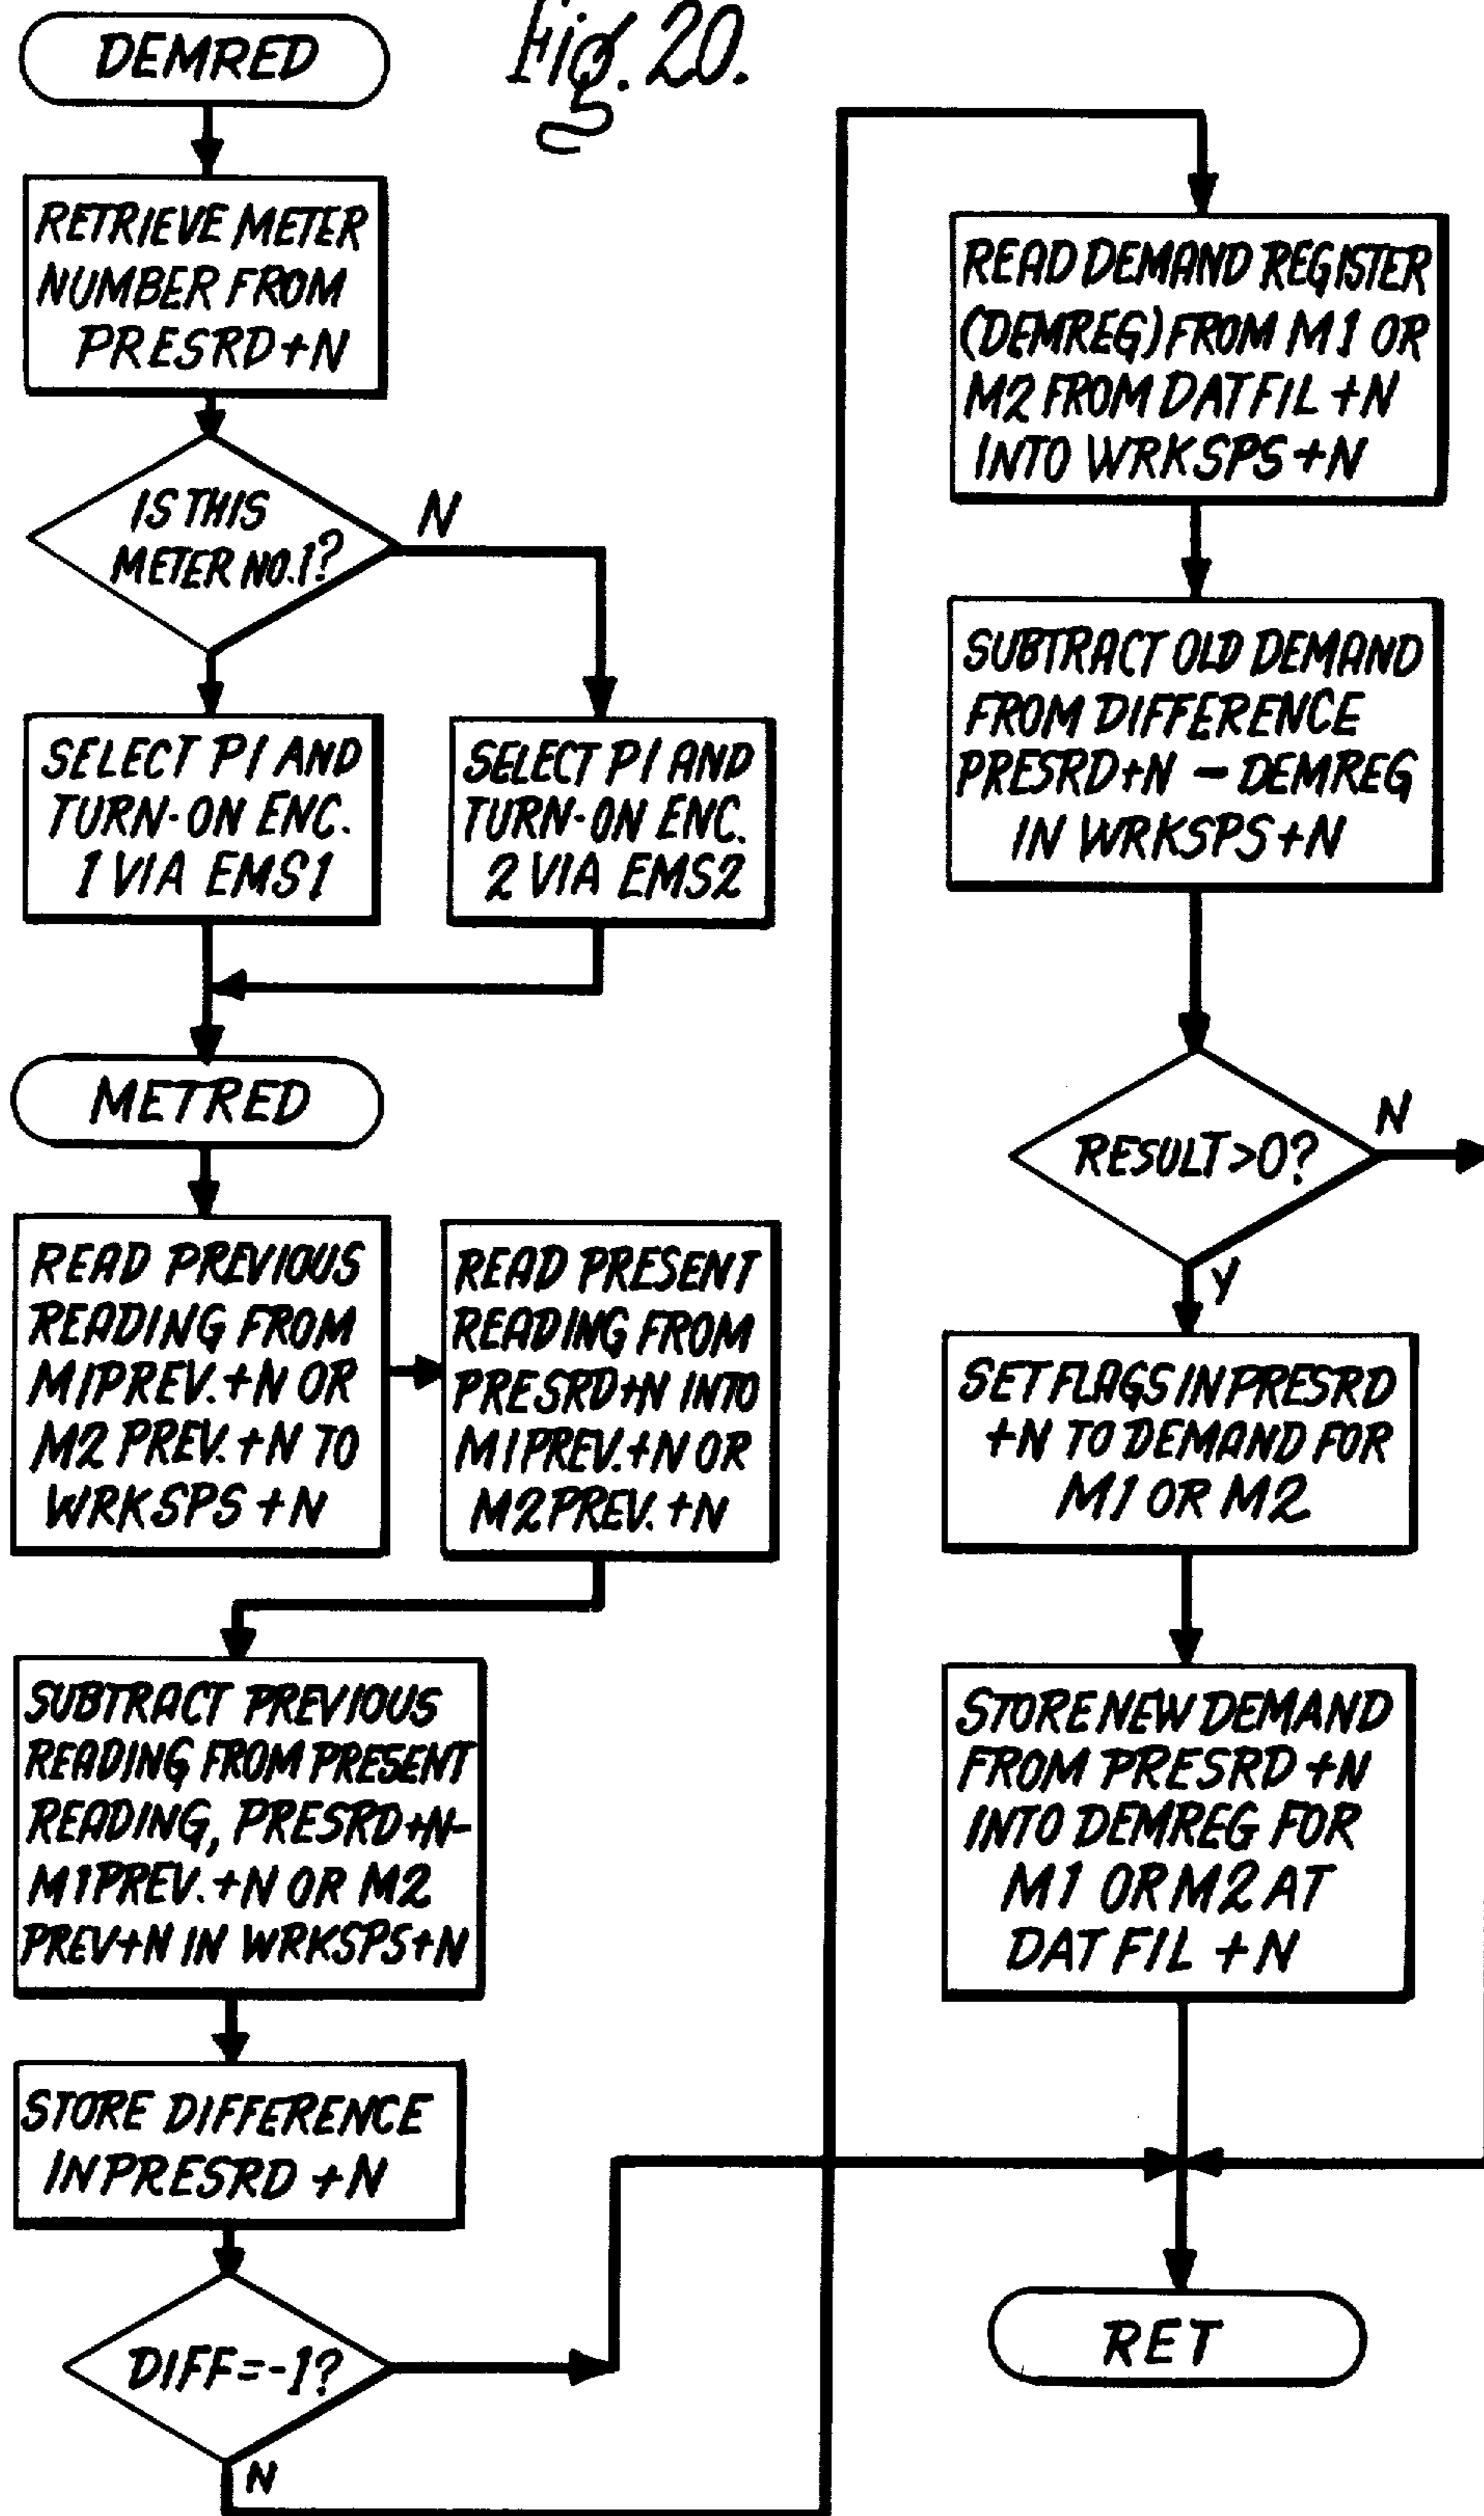 Fig. 20.
DEMRED
RETRIEVE METER
NUMBER FROM
PRESRD+N
IS THIS
METER NO.1?
N
SELECT PI AND
TURN-ON ENC.
1 VIA EMS1
SELECT PI AND
TURN-ON ENC.
2 VIA EMS2
METRED
READ PREVIOUS
READING FROM
M1PREV.+N OR
M2 PREV.+N TO
WRKSPS+N
READ PRESENT
READING FROM
PRESRD+N INTO
M1PREV.+N OR
M2PREV.+N
SUBTRACT PREVIOUS
READING FROM PRESENT
READING, PRESRD+N-
M1PREV.+N OR M2
PREV+N IN WRKSPS+N
STORE DIFFERENCE
IN PRESRD +N
DIFF=-1?
N
READ DEMAND REGISTER
(DEMREG) FROM M1 OR
M2 FROM DATFIL +N
INTO WRKSPS +N
SUBTRACT OLD DEMAND
FROM DIFFERENCE
PRESRD+N - DEMREG
IN WRKSPS+N
RESULT>0?
N
Y
SET FLAGS IN PRESRD
+N TO DEMAND FOR
M1 OR M2
STORE NEW DEMAND
FROM PRESRD +N
INTO DEMREG FOR
M1 OR M2 AT
DATFIL +N
RET